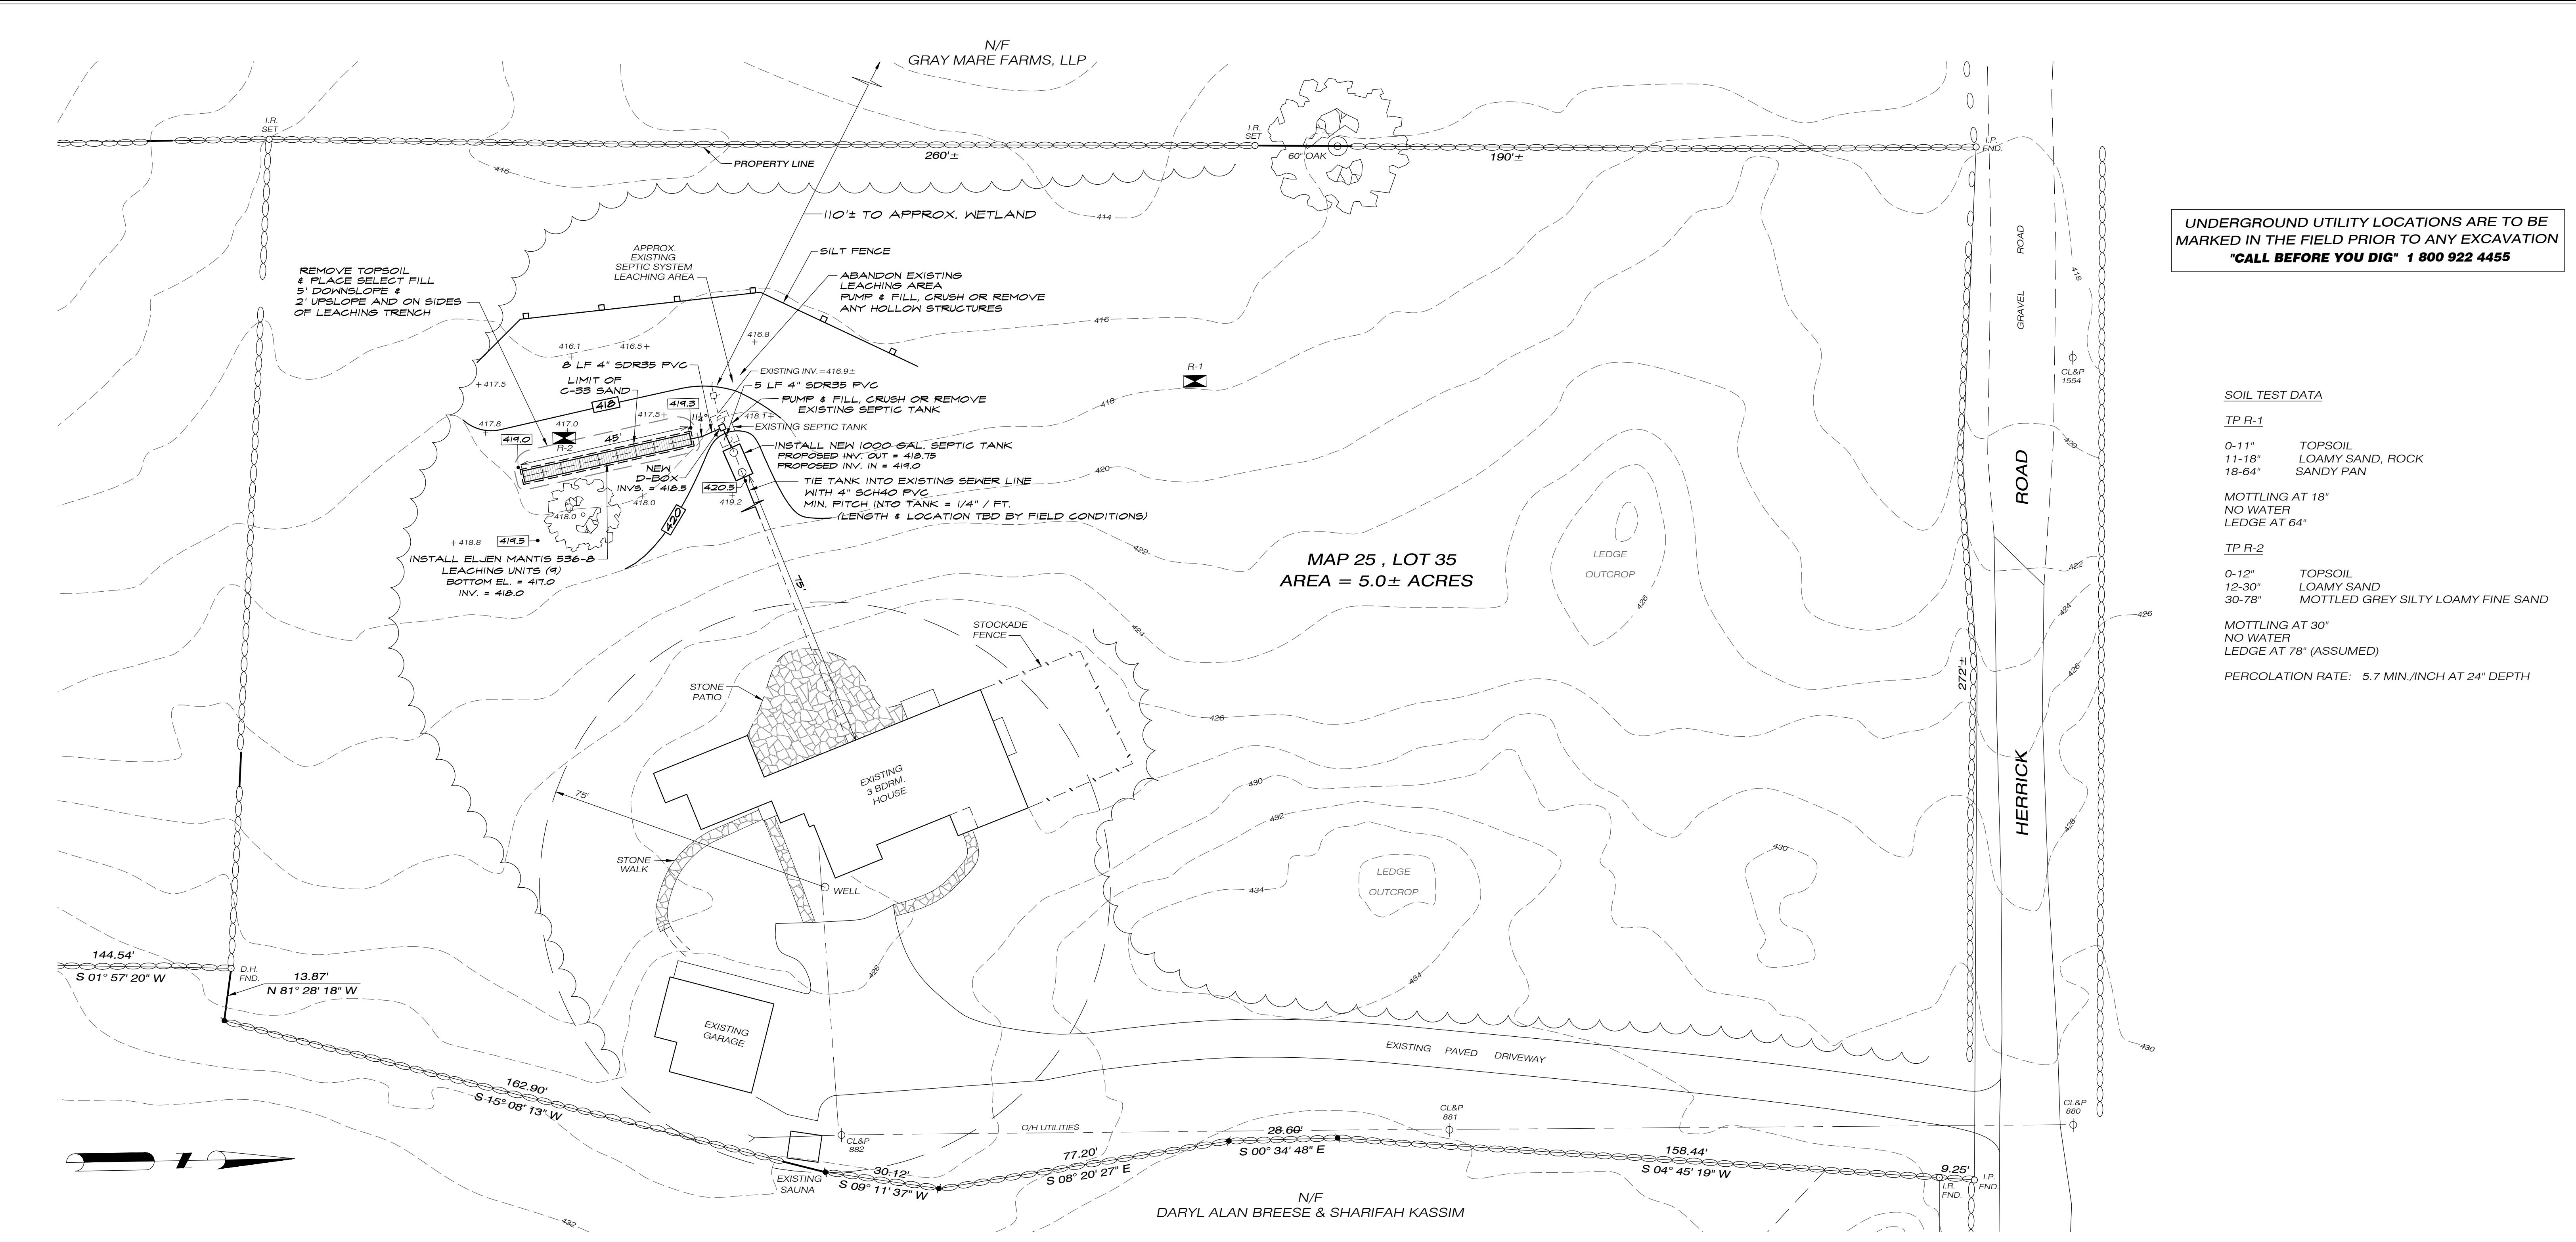 N/F
GRAY MARE FARMS, LLP
I.R.
SET
I.R.
SET
60" OAK
I.P.
FND.
PROPERTY LINE
260'±
190'±
416
414
110'± TO APPROX. WETLAND
SILT FENCE
APPROX.
EXISTING
SEPTIC SYSTEM
LEACHING AREA
ABANDON EXISTING
LEACHING AREA
PUMP & FILL, CRUSH OR REMOVE
ANY HOLLOW STRUCTURES
REMOVE TOPSOIL
& PLACE SELECT FILL
5' DOWNSLOPE &
2' UPSLOPE AND ON SIDES
OF LEACHING TRENCH
416
416.8
416.1
416.5
8 LF 4" SDR35 PVC
EXISTING INV.=416.9±
417.5
LIMIT OF
C-33 SAND
5 LF 4" SDR35 PVC
418
419.3
PUMP & FILL, CRUSH OR REMOVE
EXISTING SEPTIC TANK
417.5
11¼°
418.1
417.8
417.0
EXISTING SEPTIC TANK
419.0
R-2
45'
INSTALL NEW 1000 GAL. SEPTIC TANK
PROPOSED INV. OUT = 418.75
PROPOSED INV. IN = 419.0
NEW
D-BOX
INVS. = 418.5
420.5
419.2
TIE TANK INTO EXISTING SEWER LINE
WITH 4" SCH40 PVC
MIN. PITCH INTO TANK = 1/4" / FT.
(LENGTH & LOCATION TBD BY FIELD CONDITIONS)
418.0
418.0
420
418.8
419.5
INSTALL ELJEN MANTIS 536-8
LEACHING UNITS (9)
BOTTOM EL. = 417.0
INV. = 418.0
R-1
418
420
422
424
426
75'
MAP 25 , LOT 35
AREA = 5.0± ACRES
LEDGE
OUTCROP
426
STOCKADE
FENCE
STONE
PATIO
EXISTING
3 BDRM.
HOUSE
75'
STONE
WALK
WELL
430
432
434
LEDGE
OUTCROP
434
430
428
EXISTING
GARAGE
EXISTING PAVED DRIVEWAY
272'±
GRAVEL ROAD
HERRICK ROAD
418
CL&P
1554
420
422
424
426
426
428
430
CL&P
880
CL&P
881
O/H UTILITIES
CL&P
882
144.54'
S 01° 57' 20" W
D.H.
FND.
13.87'
N 81° 28' 18" W
162.90'
S 15° 08' 13" W
EXISTING
SAUNA
30.12'
S 09° 11' 37" W
77.20'
S 08° 20' 27" E
28.60'
S 00° 34' 48" E
158.44'
S 04° 45' 19" W
9.25'
I.R.
FND.
I.P.
FND.
432
N/F
DARYL ALAN BREESE & SHARIFAH KASSIM
UNDERGROUND UTILITY LOCATIONS ARE TO BE
MARKED IN THE FIELD PRIOR TO ANY EXCAVATION
"CALL BEFORE YOU DIG" 1 800 922 4455
SOIL TEST DATA
TP R-1
0-11" TOPSOIL
11-18" LOAMY SAND, ROCK
18-64" SANDY PAN
MOTTLING AT 18"
NO WATER
LEDGE AT 64"
TP R-2
0-12" TOPSOIL
12-30" LOAMY SAND
30-78" MOTTLED GREY SILTY LOAMY FINE SAND
MOTTLING AT 30"
NO WATER
LEDGE AT 78" (ASSUMED)
PERCOLATION RATE: 5.7 MIN./INCH AT 24" DEPTH